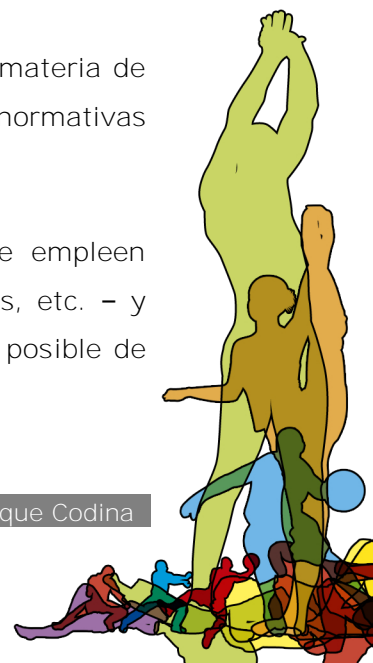 materia de
normativas
e empleen
s, etc. – y
posible de
que Codina